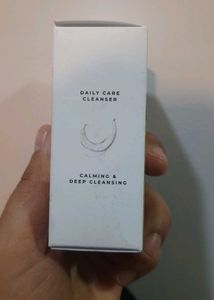 DAILY CARE
CLEANSER
CALMING &
DEEP CLEANSING